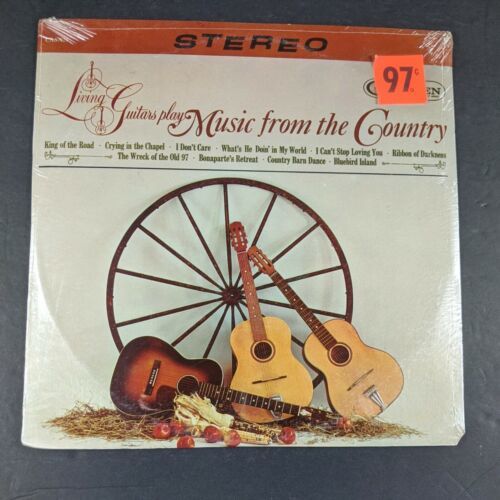 STEREO
97¢
Living Guitars play Music from the Country
King of the Road · Crying in the Chapel · I Don't Care · What's He Doin' in My World · I Can't Stop Loving You · Ribbon of Darkness
The Wreck of the Old 97 · Bonaparte's Retreat · Country Barn Dance · Bluebird Island